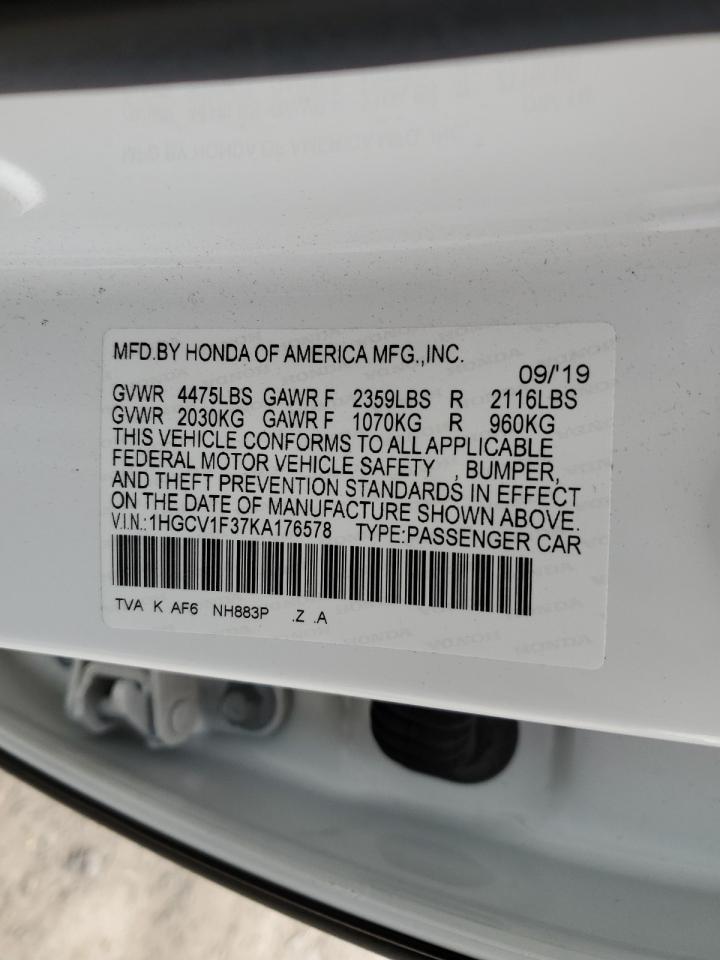 MFD.BY HONDA OF AMERICA MFG.,INC.
09/'19
GVWR 4475LBS GAWR F 2359LBS R 2116LBS
GVWR 2030KG GAWR F 1070KG R 960KG
THIS VEHICLE CONFORMS TO ALL APPLICABLE
FEDERAL MOTOR VEHICLE SAFETY , BUMPER,
AND THEFT PREVENTION STANDARDS IN EFFECT
ON THE DATE OF MANUFACTURE SHOWN ABOVE.
V.I.N.:1HGCV1F37KA176578 TYPE:PASSENGER CAR
TVA K AF6 NH883P .Z .A